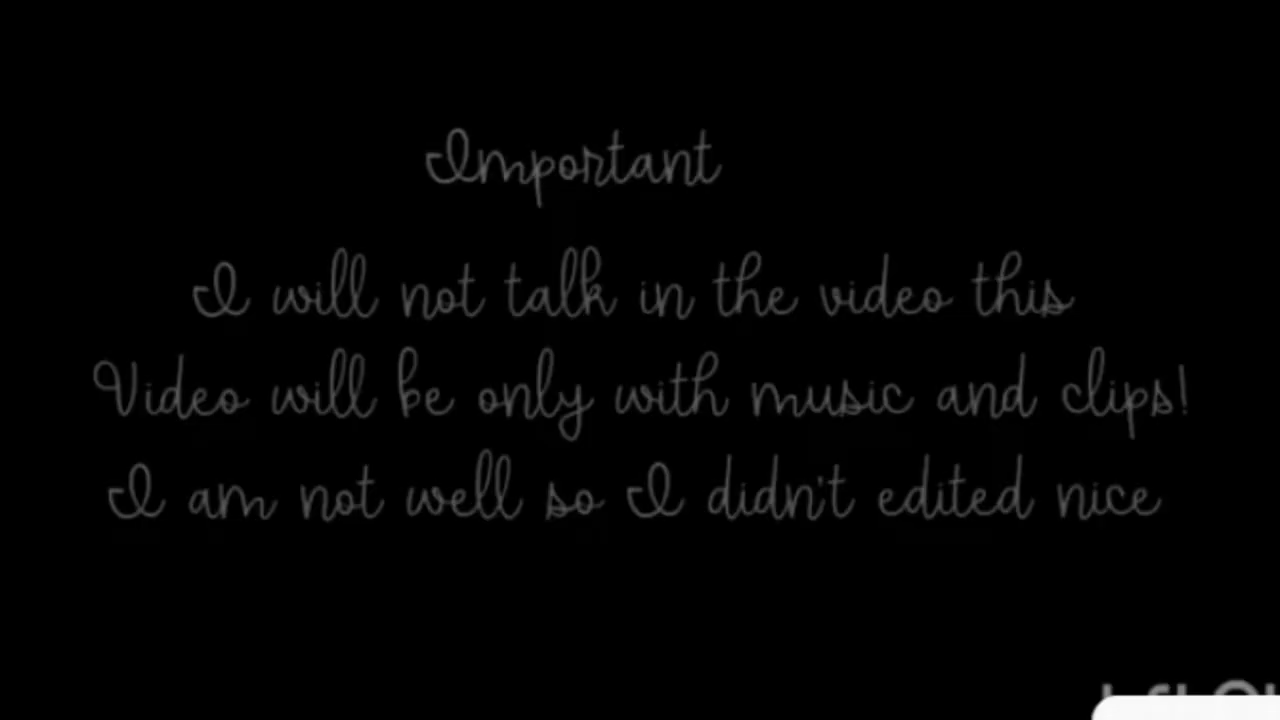 Important
I will not talk in the video this
Video will be only with music and clips!
I am not well so I didn't edited nice